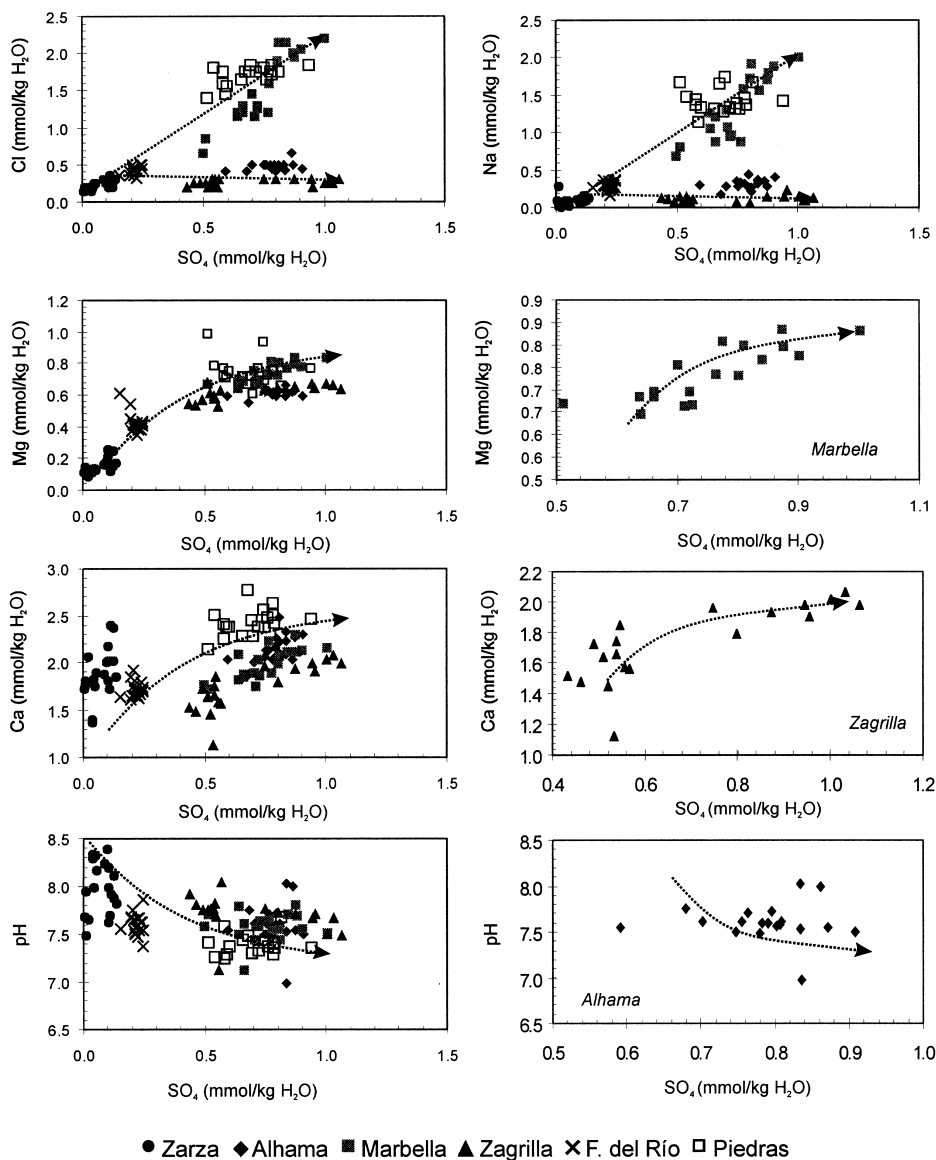 Cl (mmol/kg H₂O)
2.5
2.0
1.5
1.0
0.5
0.0
0.0 0.5 1.0 1.5
SO₄ (mmol/kg H₂O)
Na (mmol/kg H₂O)
2.5
2.0
1.5
1.0
0.5
0.0
0.0 0.5 1.0 1.5
SO₄ (mmol/kg H₂O)
Mg (mmol/kg H₂O)
1.2
1.0
0.8
0.6
0.4
0.2
0.0
0.0 0.5 1.0 1.5
SO₄ (mmol/kg H₂O)
Mg (mmol/kg H₂O)
0.9
0.9
0.8
0.8
0.7
0.7
0.6
0.6
0.5
Marbella
0.5 0.7 0.9 1.1
SO₄ (mmol/kg H₂O)
Ca (mmol/kg H₂O)
3.0
2.5
2.0
1.5
1.0
0.0 0.5 1.0 1.5
SO₄ (mmol/kg H₂O)
Ca (mmol/kg H₂O)
2.2
2.0
1.8
1.6
1.4
1.2
1.0
Zagrilla
0.4 0.6 0.8 1.0 1.2
SO₄ (mmol/kg H₂O)
pH
8.5
8.0
7.5
7.0
6.5
0.0 0.5 1.0 1.5
SO₄ (mmol/kg H₂O)
pH
8.5
8.0
7.5
7.0
6.5
Alhama
0.5 0.6 0.7 0.8 0.9 1.0
SO₄ (mmol/kg H₂O)
Zarza Alhama Marbella Zagrilla F. del Río Piedras